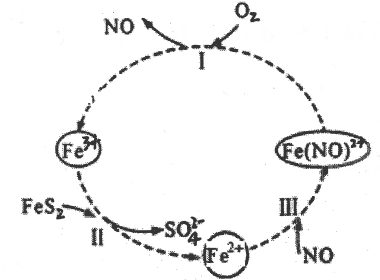 NO
O₂
I
Fe³⁺
Fe(NO)²⁺
FeS₂
SO₄²⁻
III
II
Fe²⁺
NO